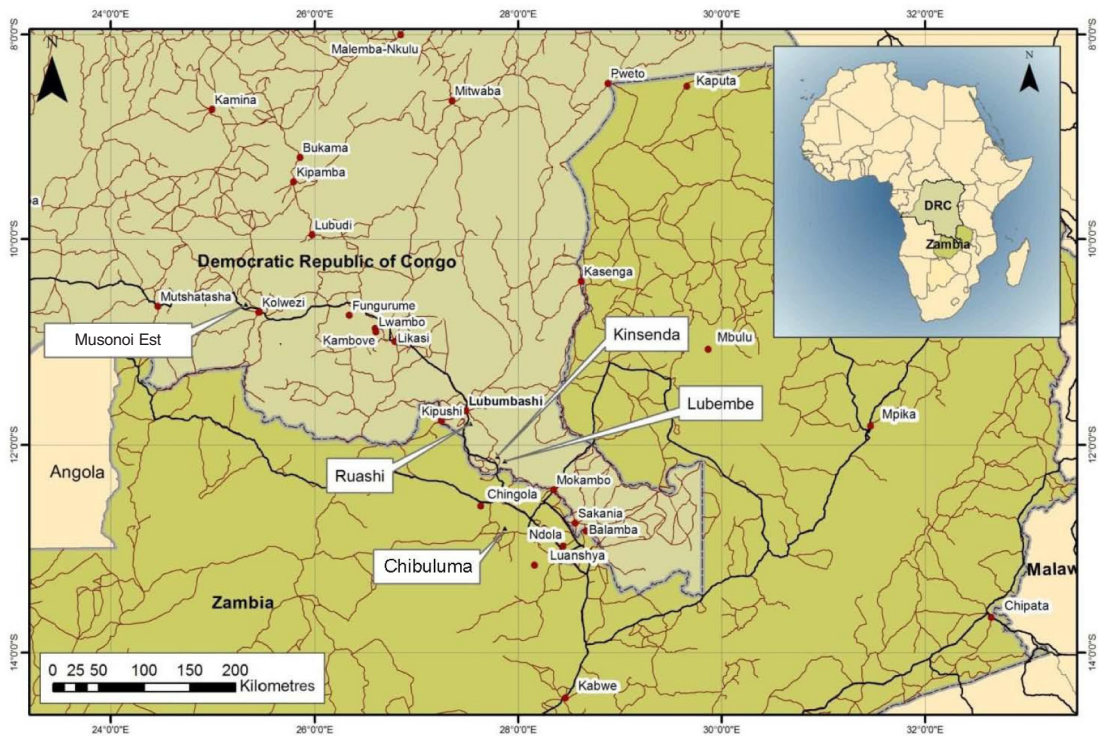 24°0'0"E
26°0'0"E
28°0'0"E
30°0'0"E
32°0'0"E
8°0'0"S
8°0'0"S
N
Malemba-Nkulu
Pweto
Kaputa
Mitwaba
Kamina
Bukama
Kipamba
Lubudi
10°0'0"S
10°0'0"S
Democratic Republic of Congo
Kasenga
Mutshatasha
Kolwezi
Fungurume
Lwambo
Kambove
Likasi
Musonoi Est
Kinsenda
Mbulu
Lubembe
Lubumbashi
Kipushi
Mpika
12°0'0"S
12°0'0"S
Angola
Ruashi
Mokambo
Chingola
Sakania
Ndola
Balamba
Luanshya
Chibuluma
Zambia
Malaw
Chipata
14°0'0"S
14°0'0"S
Kabwe
0 25 50 100 150 200
Kilometres
N
DRC
Zambia
24°0'0"E
26°0'0"E
28°0'0"E
30°0'0"E
32°0'0"E